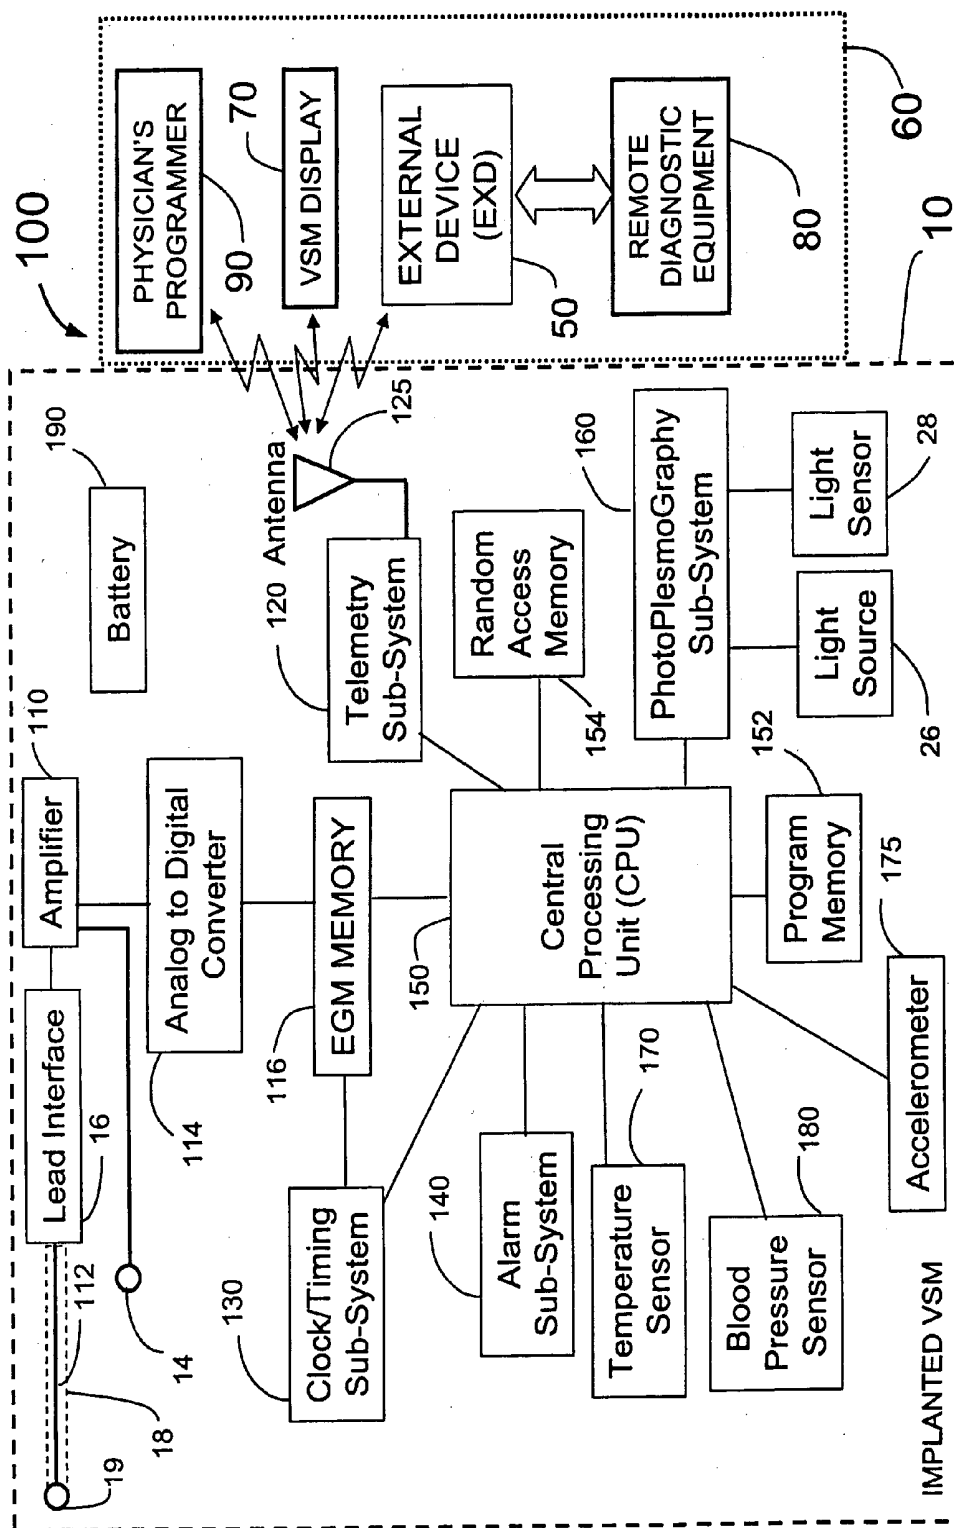 100
PHYSICIAN'S
PROGRAMMER
90
70
VSM DISPLAY
EXTERNAL
DEVICE
(EXD)
50
REMOTE
DIAGNOSTIC
EQUIPMENT
80
60
10
190
Battery
110
Amplifier
Lead Interface
16
112
18
19
14
Analog to Digital
Converter
114
EGM MEMORY
116
120
Antenna
125
Telemetry
Sub-System
Random
Access
Memory
154
160
PhotoPlesmoGraphy
Sub-System
Light
Sensor
28
Light
Source
26
Central
Processing
Unit (CPU)
150
152
Program
Memory
175
Accelerometer
130
Clock/Timing
Sub-System
140
Alarm
Sub-System
170
Temperature
Sensor
180
Blood
Pressure
Sensor
IMPLANTED VSM